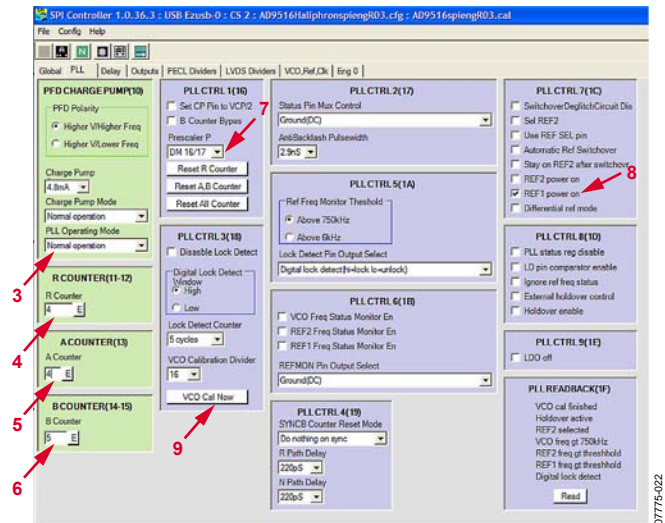 SPI Controller 1.0.36.3 : USB Ezusb-0 : CS 2 : AD9516HaliphronspiengR03.cfg : AD9516spiengR03.cal
File Config Help
Global PLL Delay Outputs PECL Dividers LVDS Dividers VCO,Ref,Clk Eng 0
PFD CHARGE PUMP(10)
PFD Polarity
Higher V/Higher Freq
Higher V/Lower Freq
Charge Pump
4.8mA
Charge Pump Mode
Normal operation
PLL Operating Mode
Normal operation
3
R COUNTER(11-12)
R Counter
4 E
4
A COUNTER(13)
A Counter
4 E
5
B COUNTER(14-15)
B Counter
5 E
6
PLL CTRL 1(16)
Set CP Pin to VCP/2
B Counter Bypas
Prescaler P
DM 16/17
7
Reset R Counter
Reset A,B Counter
Reset All Counter
PLL CTRL 3(18)
Disable Lock Detect
Digital Lock Detect
Window
High
Low
Lock Detect Counter
5 cycles
VCO Calibration Divider
16
VCO Cal Now
9
PLL CTRL 2(17)
Status Pin Mux Control
Ground(DC)
AntiBacklash Pulsewidth
2.9nS
PLL CTRL 5(1A)
Ref Freq Monitor Theshold
Above 750kHz
Above 6kHz
Lock Detect Pin Output Select
Digital lock detect(hi=lock lo=unlock)
PLL CTRL 6(1B)
VCO Freq Status Monitor En
REF2 Freq Status Monitor En
REF1 Freq Status Monitor En
REFMON Pin Output Select
Ground(DC)
PLL CTRL 4(19)
SYNCB Counter Reset Mode
Do nothing on sync
R Path Delay
220pS
N Path Delay
220pS
PLL CTRL 7(1C)
SwitchoverDeglitchCircuit Dis
Sel REF2
Use REF SEL pin
Automatic Ref Switchover
Stay on REF2 after switchovr
REF2 power on
REF1 power on
8
Differential ref mode
PLL CTRL 8(1D)
PLL status reg disable
LD pin comparator enable
Ignore ref freq status
External holdover control
Holdover enable
PLL CTRL 9(1E)
LDO off
PLL READBACK(1F)
VCO cal finished
Holdover active
REF2 selected
VCO freq gt 750kHz
REF2 freq gt threshhold
REF1 freq gt threshhold
Digital lock detect
Read
07775-022